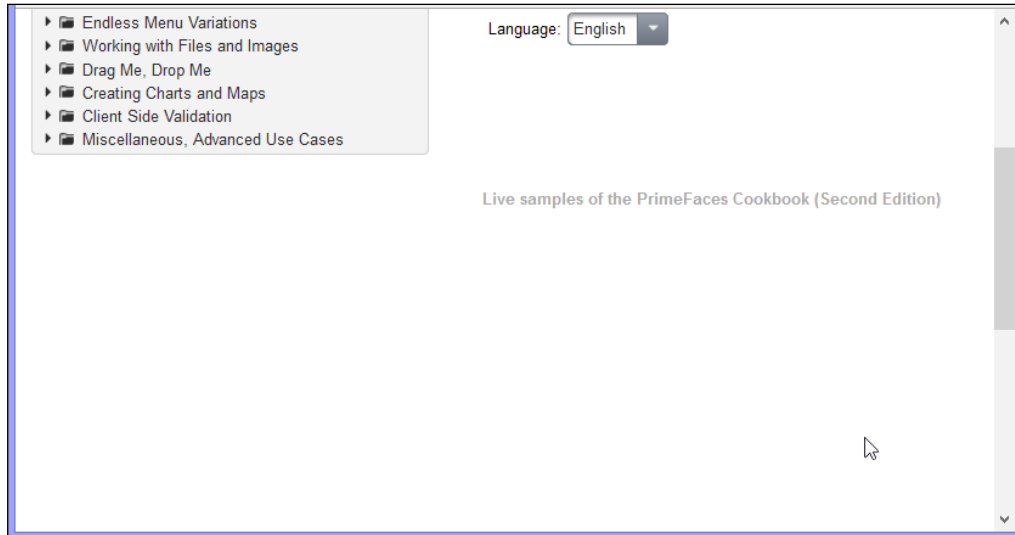 Endless Menu Variations
Working with Files and Images
Drag Me, Drop Me
Creating Charts and Maps
Client Side Validation
Miscellaneous, Advanced Use Cases
Language: English
Live samples of the PrimeFaces Cookbook (Second Edition)